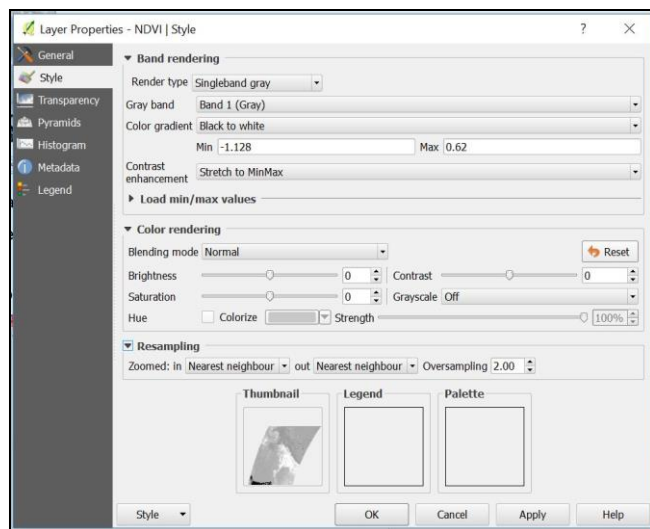 Layer Properties - NDVI | Style
General
Style
Transparency
Pyramids
Histogram
Metadata
Legend
Band rendering
Render type Singleband gray
Gray band Band 1 (Gray)
Color gradient Black to white
Min -1.128 Max 0.62
Contrast enhancement Stretch to MinMax
Load min/max values
Color rendering
Blending mode Normal Reset
Brightness 0 Contrast 0
Saturation 0 Grayscale Off
Hue Colorize Strength 100%
Resampling
Zoomed: in Nearest neighbour out Nearest neighbour Oversampling 2.00
Thumbnail Legend Palette
Style OK Cancel Apply Help